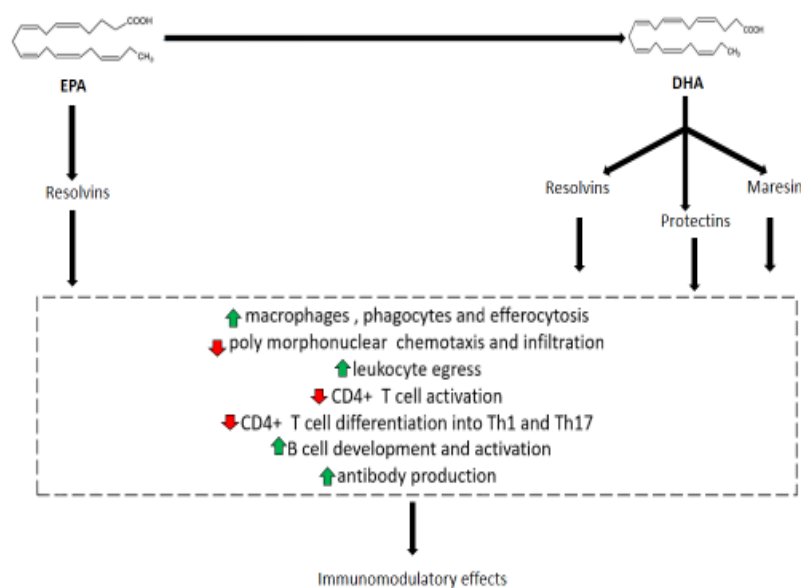 COOH
CH₃
EPA
COOH
CH₃
DHA
Resolvins
Resolvins
Maresin
Protectins
macrophages , phagocytes and efferocytosis
poly morphonuclear chemotaxis and infiltration
leukocyte egress
CD4+ T cell activation
CD4+ T cell differentiation into Th1 and Th17
B cell development and activation
antibody production
Immunomodulatory effects